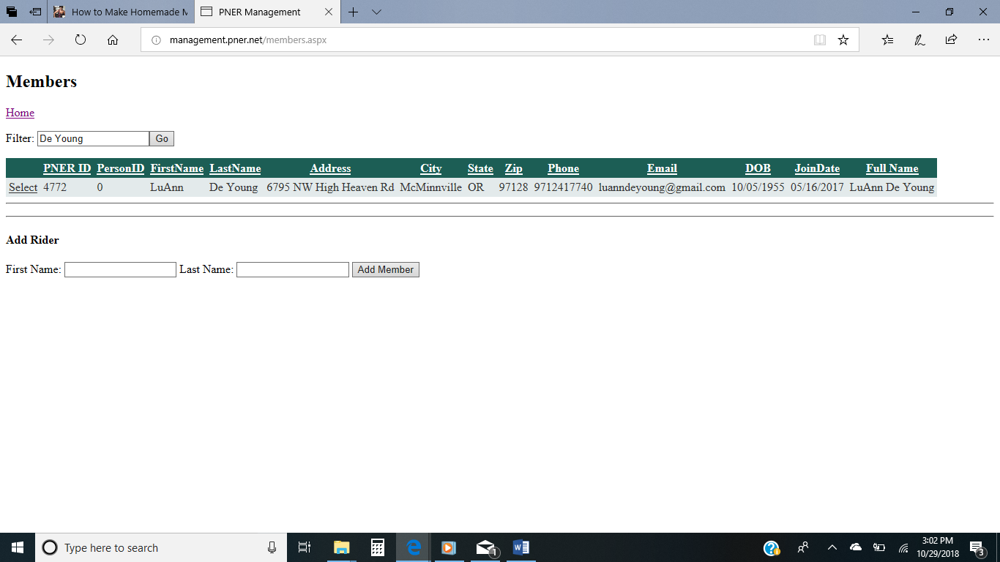 How to Make Homemade M
PNER Management
management.pner.net/members.aspx
Members
Home
Filter: De Young Go
PNER ID PersonID FirstName LastName Address City State Zip Phone Email DOB JoinDate Full Name
Select 4772 0 LuAnn De Young 6795 NW High Heaven Rd McMinnville OR 97128 9712417740 luanndeyoung@gmail.com 10/05/1955 05/16/2017 LuAnn De Young
Add Rider
First Name: Last Name: Add Member
Type here to search
1
3:02 PM
10/29/2018
3